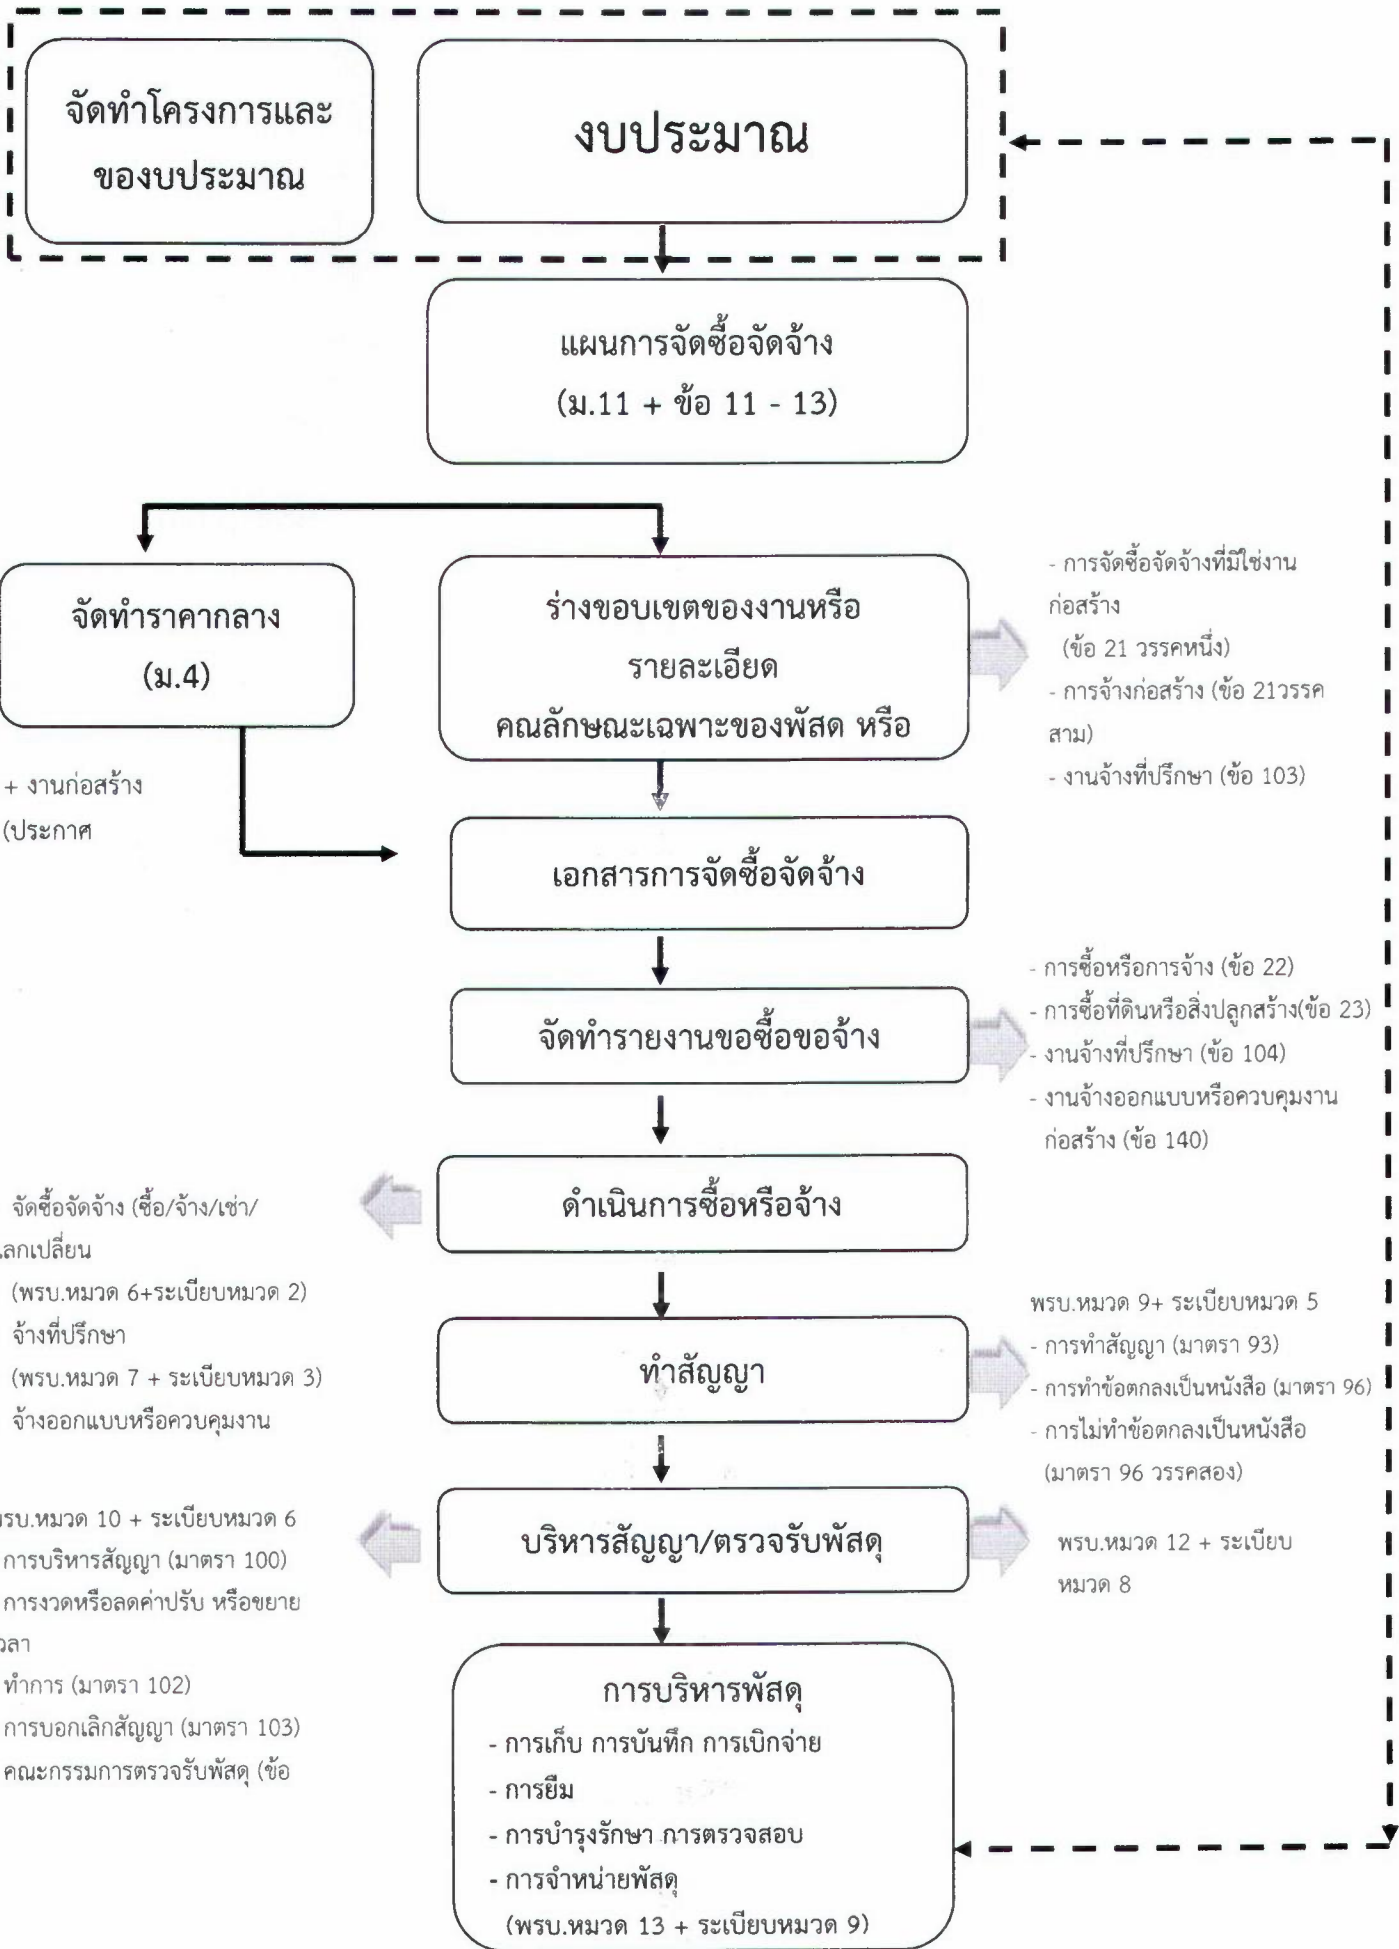 จัดทำโครงการและ
ของบประมาณ
งบประมาณ
แผนการจัดซื้อจัดจ้าง
(ม.11 + ข้อ 11 - 13)
จัดทำราคากลาง
(ม.4)
+ งานก่อสร้าง
(ประกาศ
ร่างขอบเขตของงานหรือ
รายละเอียด
คณลักษณะเฉพาะของพัสด หรือ
- การจัดซื้อจัดจ้างที่มิใช่งาน
ก่อสร้าง
(ข้อ 21 วรรคหนึ่ง)
- การจ้างก่อสร้าง (ข้อ 21วรรค
สาม)
- งานจ้างที่ปรึกษา (ข้อ 103)
เอกสารการจัดซื้อจัดจ้าง
จัดทำรายงานขอซื้อขอจ้าง
- การซื้อหรือการจ้าง (ข้อ 22)
- การซื้อที่ดินหรือสิ่งปลูกสร้าง(ข้อ 23)
- งานจ้างที่ปรึกษา (ข้อ 104)
- งานจ้างออกแบบหรือควบคุมงาน
ก่อสร้าง (ข้อ 140)
ดำเนินการซื้อหรือจ้าง
จัดซื้อจัดจ้าง (ซื้อ/จ้าง/เช่า/
ลกเปลี่ยน
(พรบ.หมวด 6+ระเบียบหมวด 2)
จ้างที่ปรึกษา
(พรบ.หมวด 7 + ระเบียบหมวด 3)
จ้างออกแบบหรือควบคุมงาน
ทำสัญญา
พรบ.หมวด 9+ ระเบียบหมวด 5
- การทำสัญญา (มาตรา 93)
- การทำข้อตกลงเป็นหนังสือ (มาตรา 96)
- การไม่ทำข้อตกลงเป็นหนังสือ
(มาตรา 96 วรรคสอง)
บริหารสัญญา/ตรวจรับพัสดุ
พรบ.หมวด 10 + ระเบียบหมวด 6
การบริหารสัญญา (มาตรา 100)
การงวดหรือลดค่าปรับ หรือขยาย
วลา
ทำการ (มาตรา 102)
การบอกเลิกสัญญา (มาตรา 103)
คณะกรรมการตรวจรับพัสดุ (ข้อ
พรบ.หมวด 12 + ระเบียบ
หมวด 8
การบริหารพัสดุ
- การเก็บ การบันทึก การเบิกจ่าย
- การยืม
- การบำรุงรักษา การตรวจสอบ
- การจำหน่ายพัสดุ
(พรบ.หมวด 13 + ระเบียบหมวด 9)